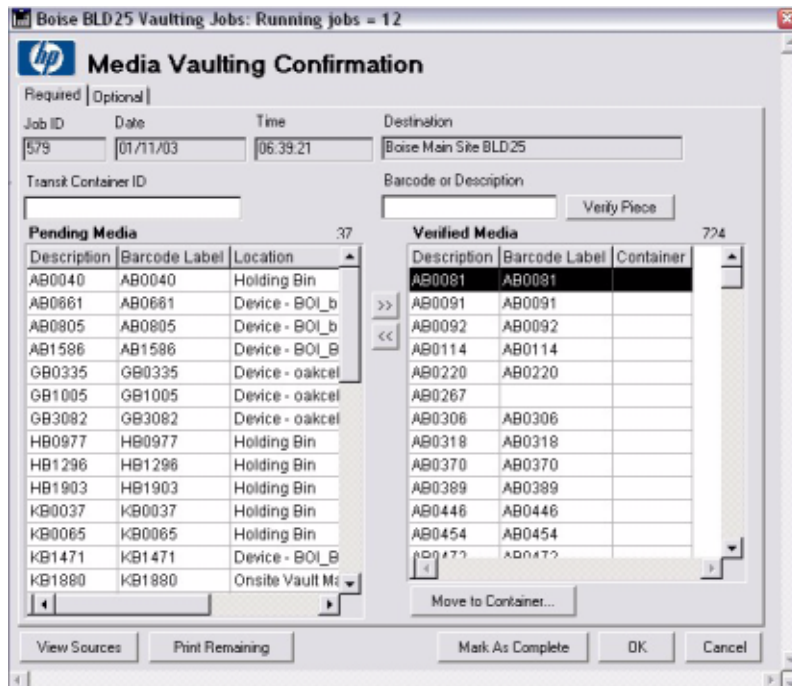 Boise BLD25 Vaulting Jobs: Running jobs = 12
hp Media Vaulting Confirmation
Required Optional
Job ID Date Time Destination
579 01/11/03 06:39:21 Boise Main Site BLD25
Transit Container ID Barcode or Description
Verify Piece
Pending Media 37 Verified Media 724
Description Barcode Label Location Description Barcode Label Container
AB0040 AB0040 Holding Bin AB0081 AB0081
AB0661 AB0661 Device - BOI_b >> AB0091 AB0091
AB0805 AB0805 Device - BOI_b << AB0092 AB0092
AB1586 AB1586 Device - BOI_B AB0114 AB0114
GB0335 GB0335 Device - oakcel AB0220 AB0220
GB1005 GB1005 Device - oakcel AB0267
GB3082 GB3082 Device - oakcel AB0306 AB0306
HB0977 HB0977 Holding Bin AB0318 AB0318
HB1296 HB1296 Holding Bin AB0370 AB0370
HB1903 HB1903 Holding Bin AB0389 AB0389
KB0037 KB0037 Holding Bin AB0446 AB0446
KB0065 KB0065 Holding Bin AB0454 AB0454
KB1471 KB1471 Device - BOI_B AB0472 AB0472
KB1880 KB1880 Onsite Vault Ma
Move to Container...
View Sources Print Remaining Mark As Complete OK Cancel